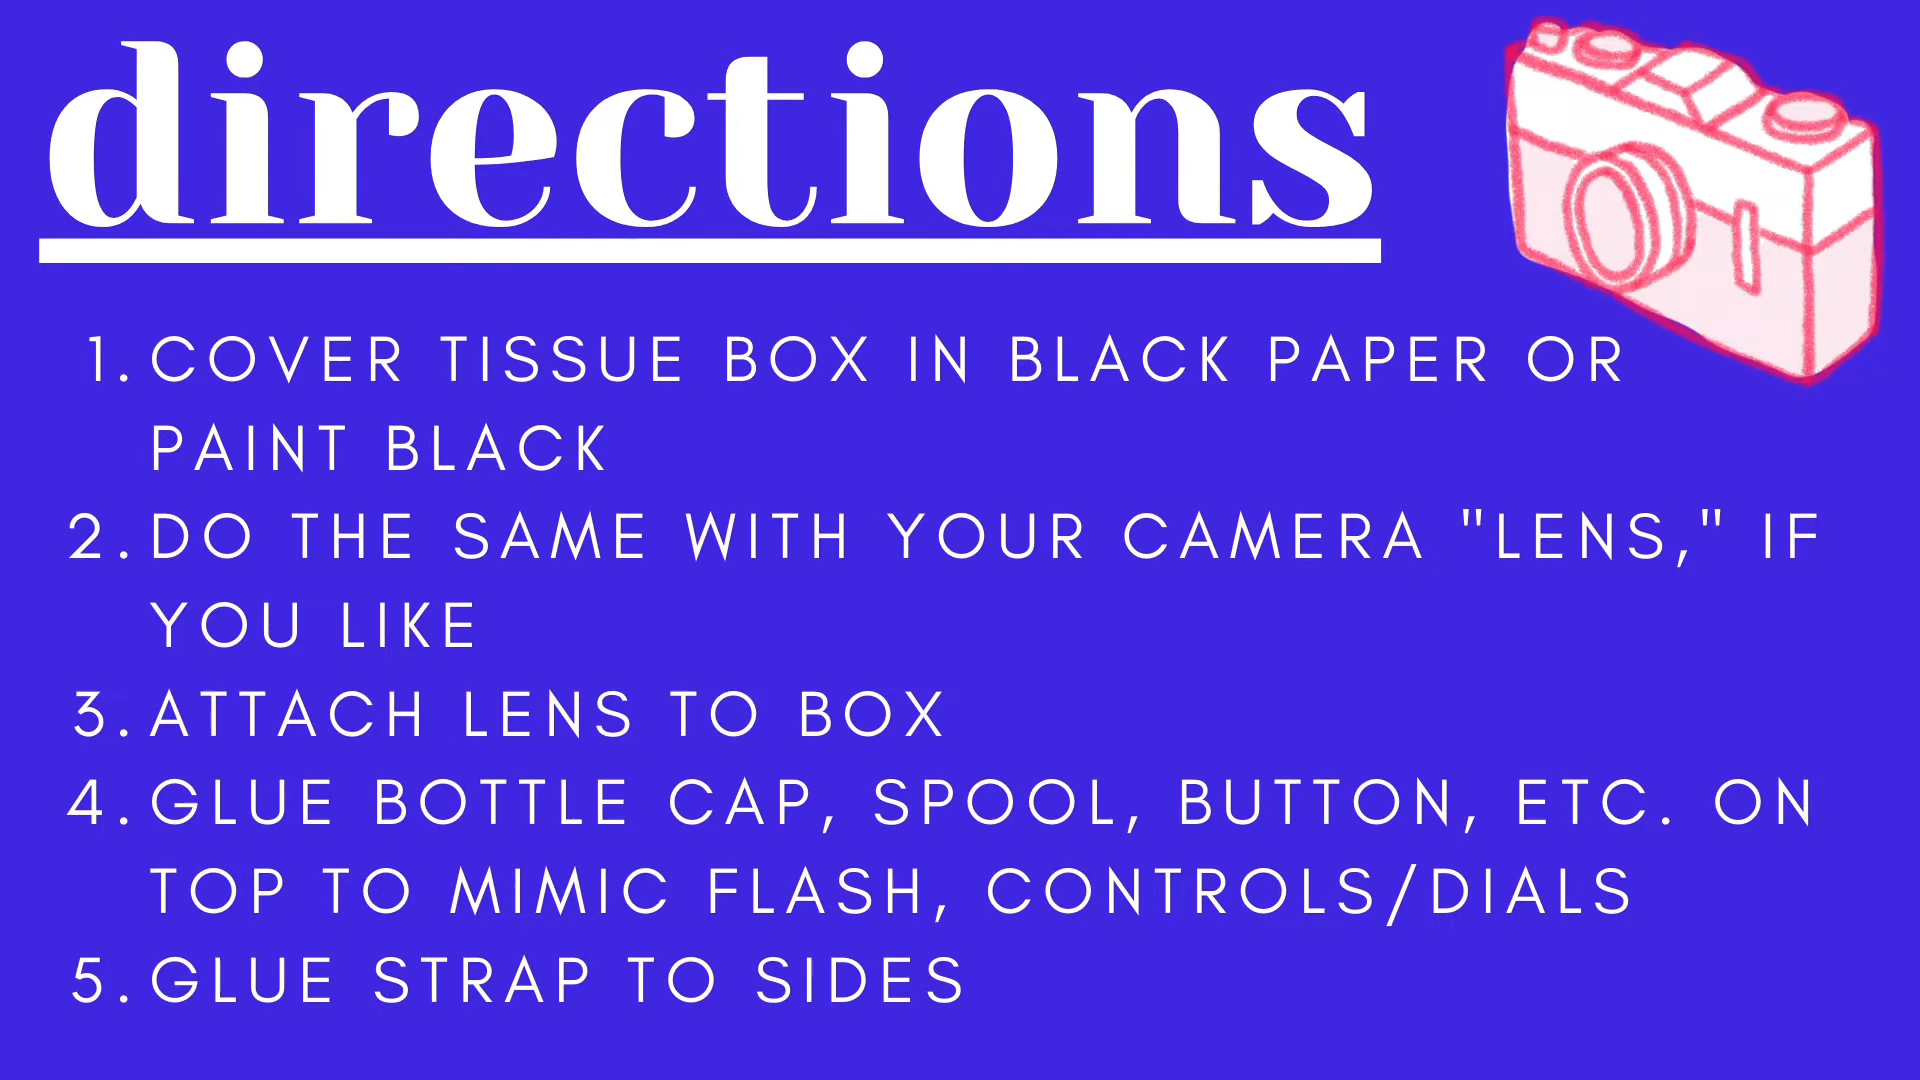 directions
1. COVER TISSUE BOX IN BLACK PAPER OR
PAINT BLACK
2. DO THE SAME WITH YOUR CAMERA "LENS," IF
YOU LIKE
3. ATTACH LENS TO BOX
4. GLUE BOTTLE CAP, SPOOL, BUTTON, ETC. ON
TOP TO MIMIC FLASH, CONTROLS/DIALS
5. GLUE STRAP TO SIDES